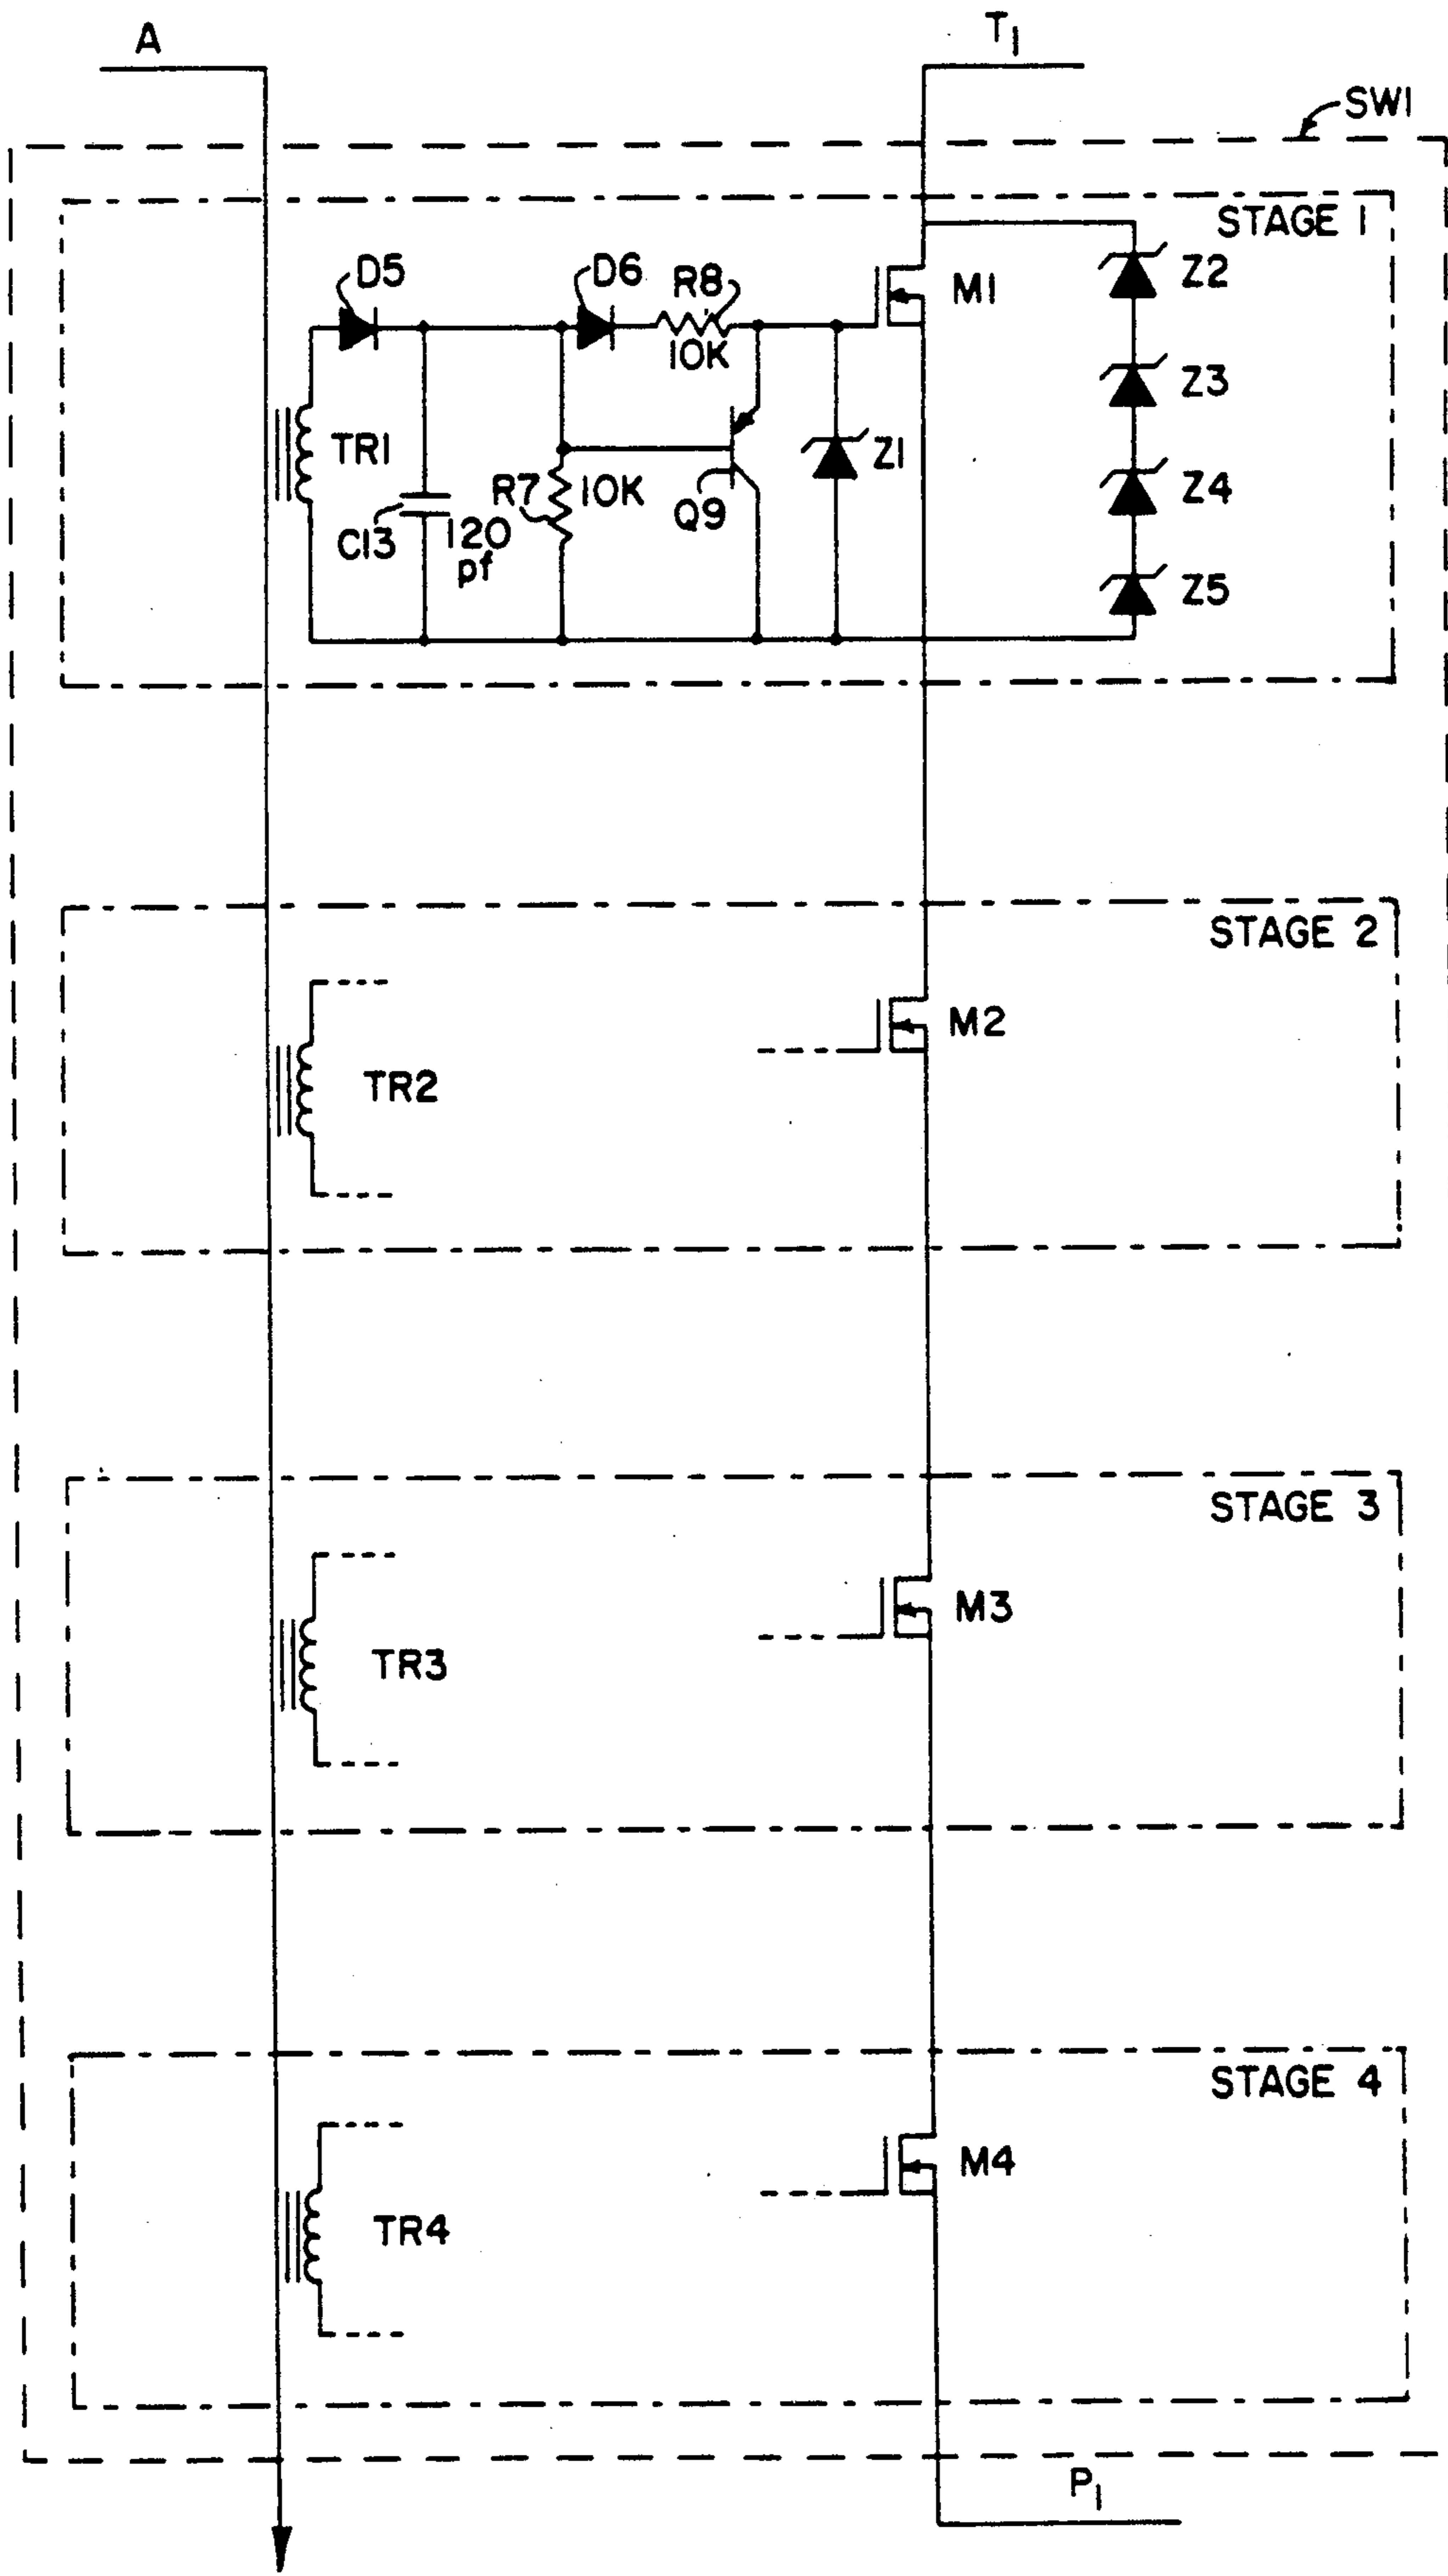 A
T1
SW1
STAGE 1
D5
D6
R8
10K
M1
Z2
Z3
TR1
R7
10K
Q9
Z1
Z4
C13
120
pf
Z5
STAGE 2
M2
TR2
STAGE 3
M3
TR3
STAGE 4
M4
TR4
P1